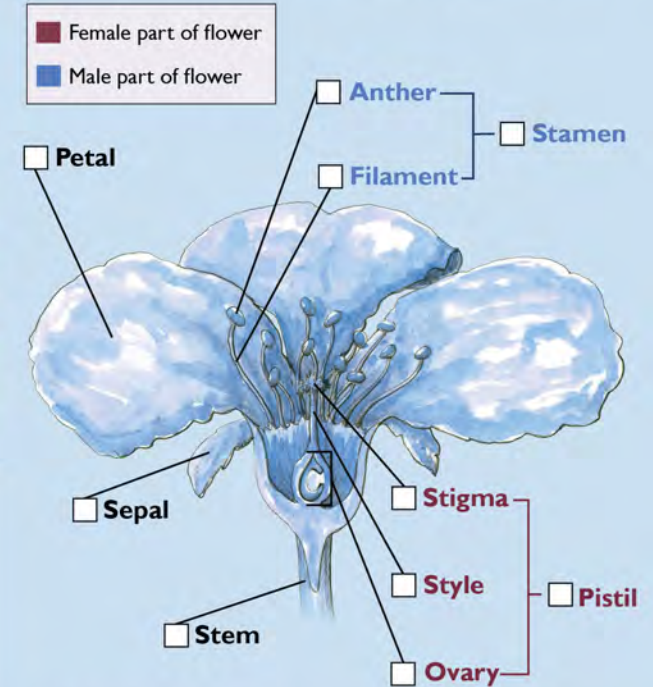 Female part of flower
Male part of flower
Anther
Stamen
Petal
Filament
Sepal
Stigma
Style
Pistil
Stem
Ovary